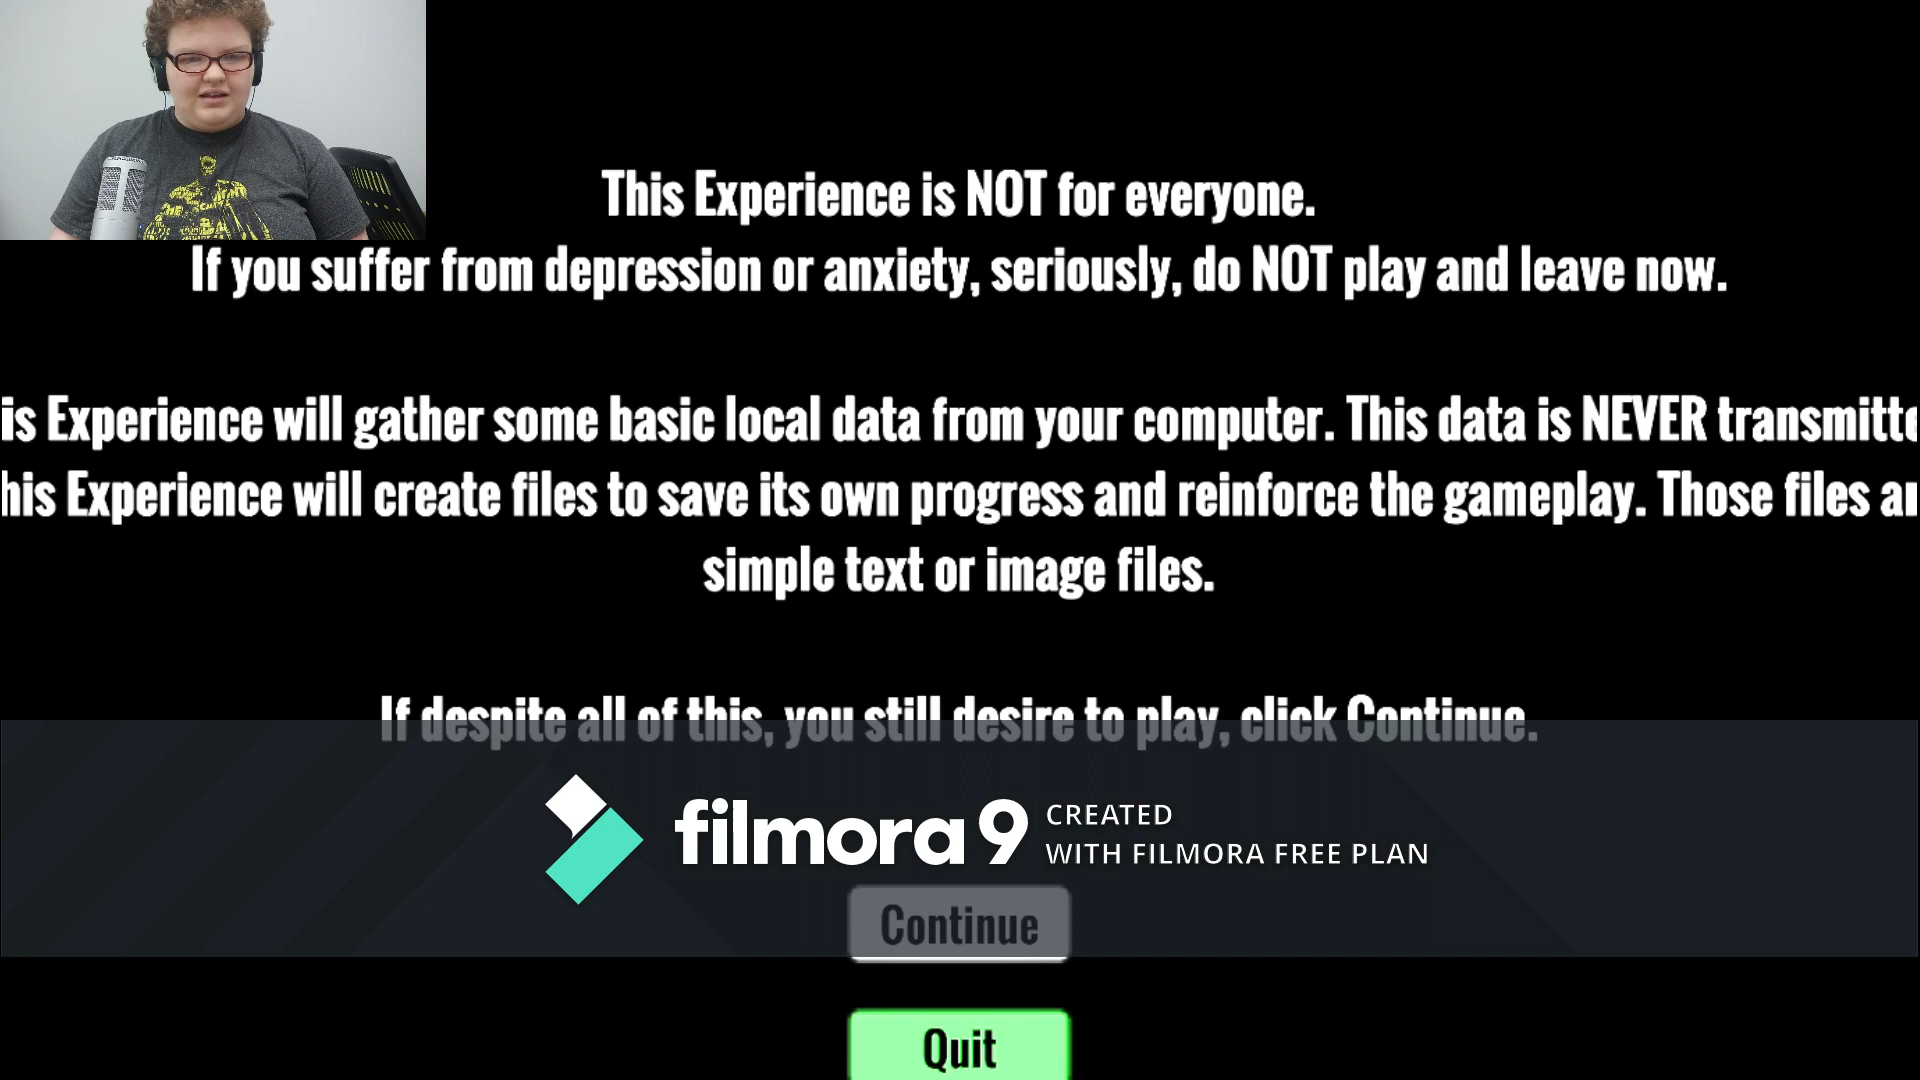 This Experience is NOT for everyone.
If you suffer from depression or anxiety, seriously, do NOT play and leave now.
is Experience will gather some basic local data from your computer. This data is NEVER transmitte
his Experience will create files to save its own progress and reinforce the gameplay. Those files ar
simple text or image files.
If despite all of this, you still desire to play, click Continue.
filmora 9 CREATED
WITH FILMORA FREE PLAN
Continue
Quit